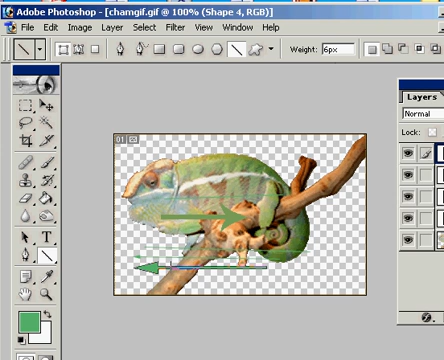 Adobe Photoshop - [chamgif.gif @ 100% (Shape 4, RGB)]
File Edit Image Layer Select Filter View Window Help
Weight: 6px
Layers
Normal
Lock:
01
T